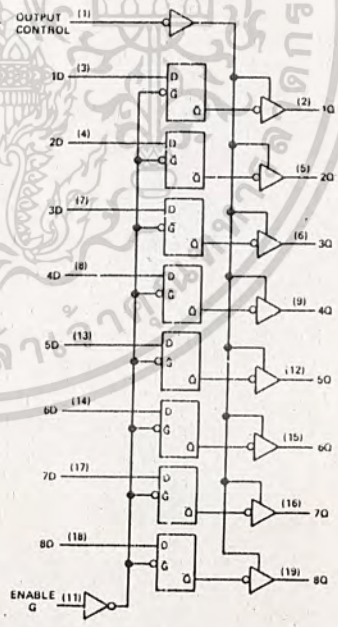 OUTPUT (1)
CONTROL
1D (3) D
G
Q (2) 1Q
2D (4) D
G
Q (5) 2Q
3D (7) D
G
Q (6) 3Q
4D (8) D
G
Q (9) 4Q
5D (13) D
G
Q (12) 5Q
6D (14) D
G
Q (15) 6Q
7D (17) D
G
Q (16) 7Q
8D (18) D
G
Q (19) 8Q
ENABLE (11)
G